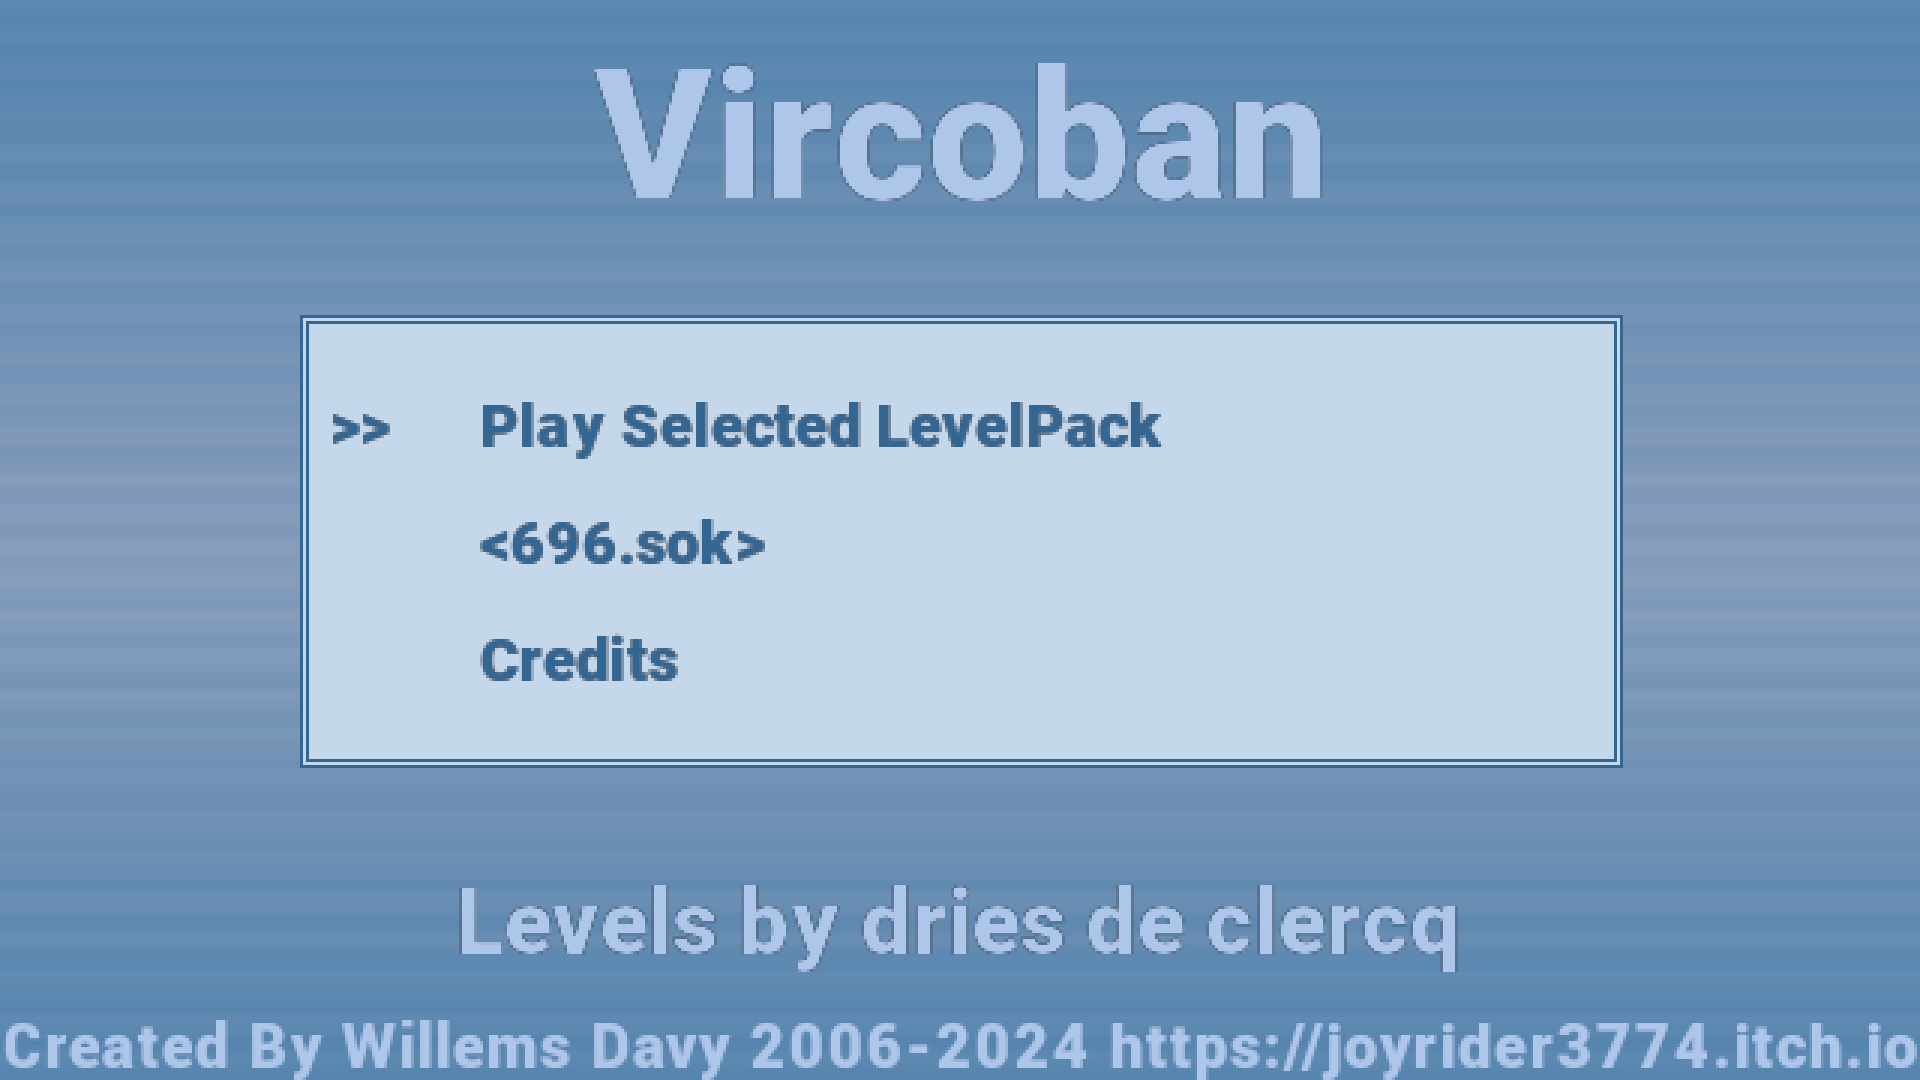 Vircoban
>> Play Selected LevelPack
<696.sok>
Credits
Levels by dries de clercq
Created By Willems Davy 2006-2024 https://joyrider3774.itch.io